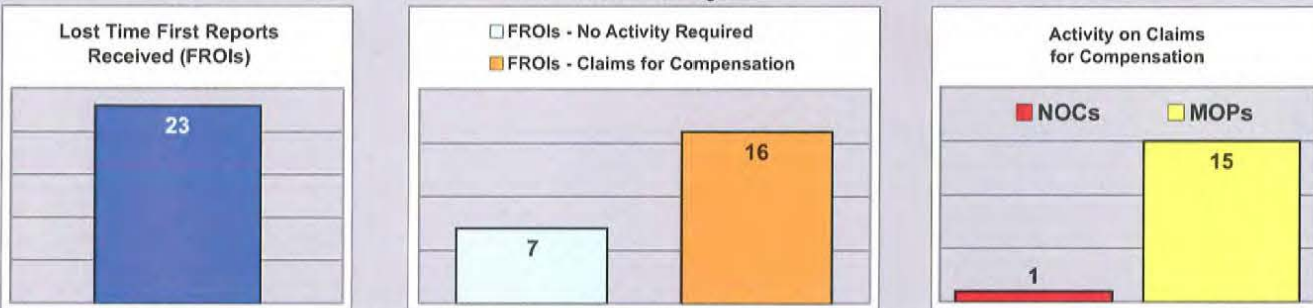 Lost Time First Reports
Received (FROIs)
23
FROIs - No Activity Required
FROIs - Claims for Compensation
7
16
Activity on Claims
for Compensation
NOCs MOPs
1
15